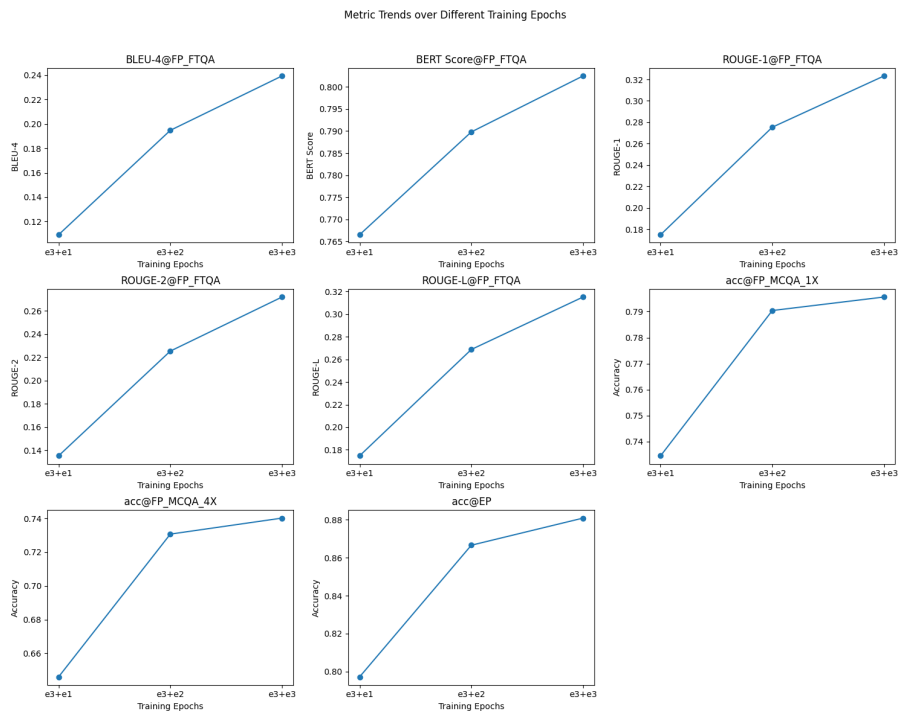 Metric Trends over Different Training Epochs
BLEU-4@FP_FTQA
0.24
0.22
0.20
0.18
0.16
0.14
0.12
BLEU-4
e3+e1 e3+e2 e3+e3
Training Epochs
BERT Score@FP_FTQA
0.800
0.795
0.790
0.785
0.780
0.775
0.770
0.765
BERT Score
e3+e1 e3+e2 e3+e3
Training Epochs
ROUGE-1@FP_FTQA
0.32
0.30
0.28
0.26
0.24
0.22
0.20
0.18
ROUGE-1
e3+e1 e3+e2 e3+e3
Training Epochs
ROUGE-2@FP_FTQA
0.26
0.24
0.22
0.20
0.18
0.16
0.14
ROUGE-2
e3+e1 e3+e2 e3+e3
Training Epochs
ROUGE-L@FP_FTQA
0.32
0.30
0.28
0.26
0.24
0.22
0.20
0.18
ROUGE-L
e3+e1 e3+e2 e3+e3
Training Epochs
acc@FP_MCQA_1X
0.79
0.78
0.77
0.76
0.75
0.74
Accuracy
e3+e1 e3+e2 e3+e3
Training Epochs
acc@FP_MCQA_4X
0.74
0.72
0.70
0.68
0.66
Accuracy
e3+e1 e3+e2 e3+e3
Training Epochs
acc@EP
0.88
0.86
0.84
0.82
0.80
Accuracy
e3+e1 e3+e2 e3+e3
Training Epochs